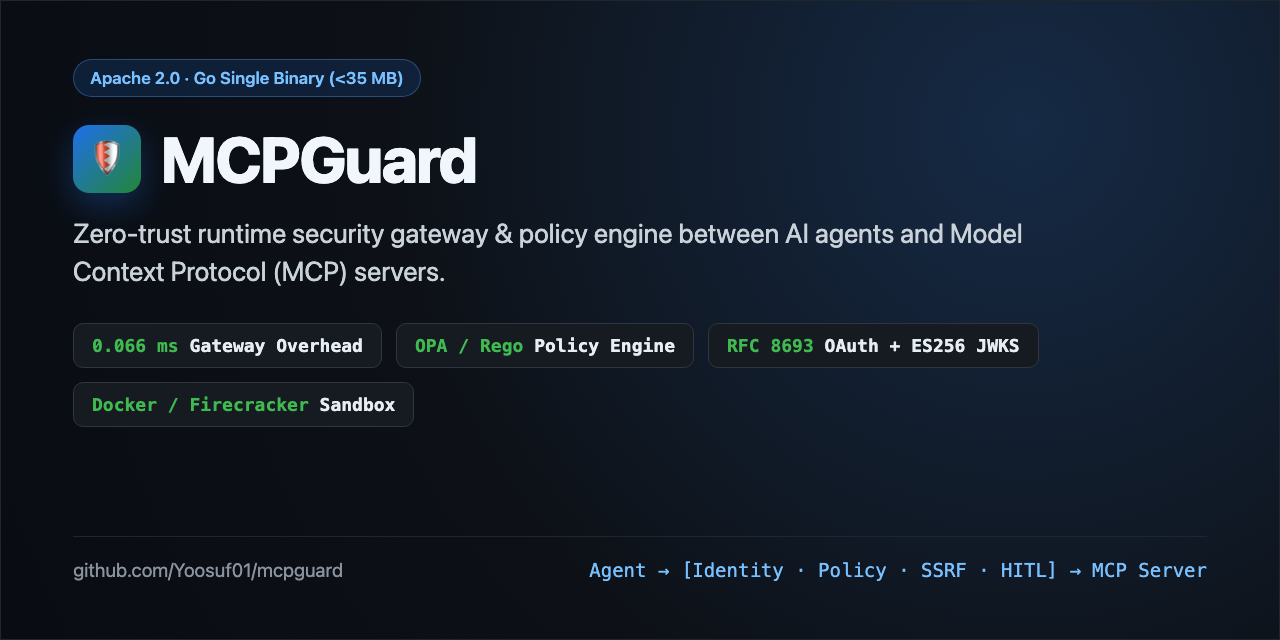 Apache 2.0 · Go Single Binary (<35 MB)
MCPGuard
Zero-trust runtime security gateway & policy engine between AI agents and Model
Context Protocol (MCP) servers.
0.066 ms Gateway Overhead
OPA / Rego Policy Engine
RFC 8693 OAuth + ES256 JWKS
Docker / Firecracker Sandbox
github.com/Yoosuf01/mcpguard
Agent → [Identity · Policy · SSRF · HITL] → MCP Server